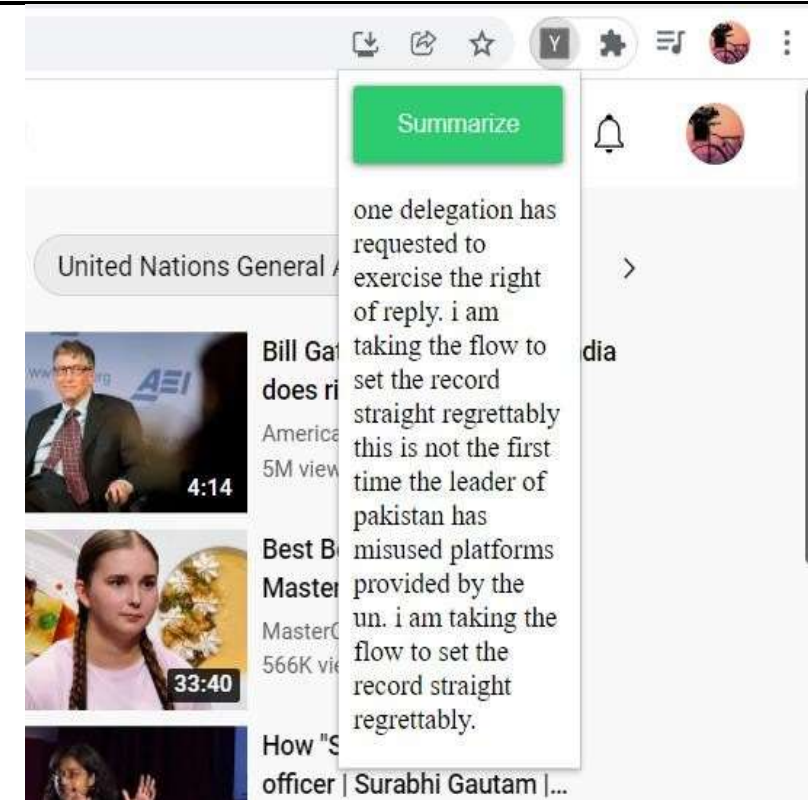 Y
Summarize
one delegation has
requested to
exercise the right
of reply. i am
taking the flow to
set the record
straight regrettably
this is not the first
time the leader of
pakistan has
misused platforms
provided by the
un. i am taking the
flow to set the
record straight
regrettably.
United Nations General
AEI
4:14
Bill Gat
dia
does ri
America
5M view
33:40
Best B
Master
MasterC
566K vie
How "S
officer | Surabhi Gautam |...